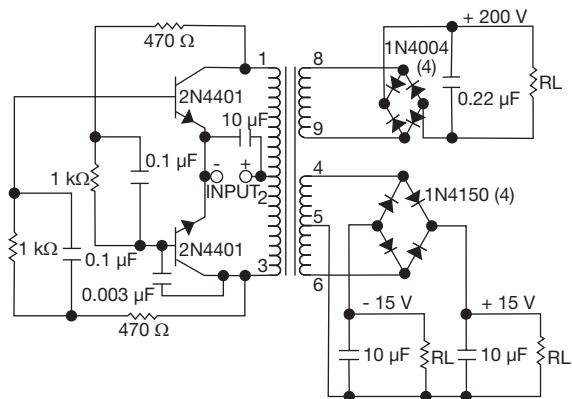 + 200 V
470 Ω
1
8
1N4004
(4)
2N4401
10 µF
0.22 µF
RL
9
0.1 µF
- +
4
1 kΩ
INPUT
2
1N4150 (4)
5
2N4401
1 kΩ
0.1 µF
3
6
0.003 µF
- 15 V
+ 15 V
470 Ω
10 µF
RL
10 µF
RL